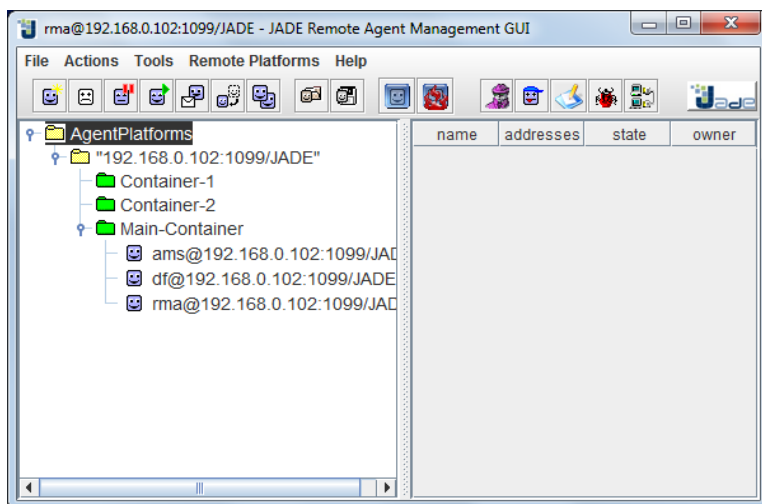 rma@192.168.0.102:1099/JADE - JADE Remote Agent Management GUI
File Actions Tools Remote Platforms Help
Jade
AgentPlatforms
name addresses state owner
"192.168.0.102:1099/JADE"
Container-1
Container-2
Main-Container
ams@192.168.0.102:1099/JAD
df@192.168.0.102:1099/JADE
rma@192.168.0.102:1099/JAD